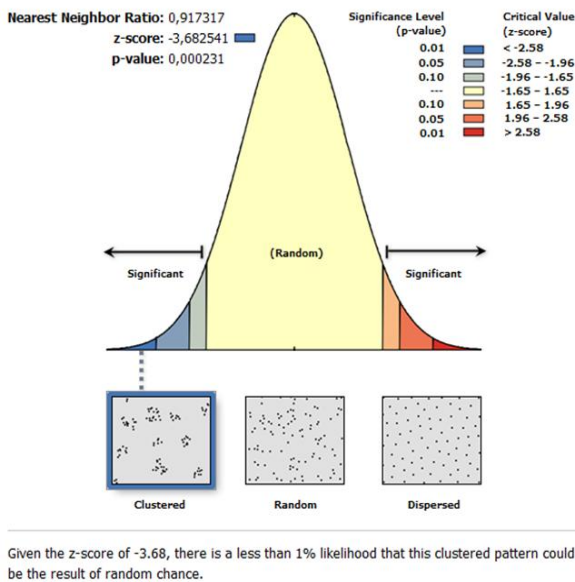 Nearest Neighbor Ratio: 0,917317
z-score: -3,682541
p-value: 0,000231
Significance Level
(p-value)
Critical Value
(z-score)
0.01 < -2.58
0.05 -2.58 - -1.96
0.10 -1.96 - -1.65
--- -1.65 - 1.65
0.10 1.65 - 1.96
0.05 1.96 - 2.58
0.01 > 2.58
(Random)
Significant
Significant
Clustered
Random
Dispersed
Given the z-score of -3.68, there is a less than 1% likelihood that this clustered pattern could
be the result of random chance.